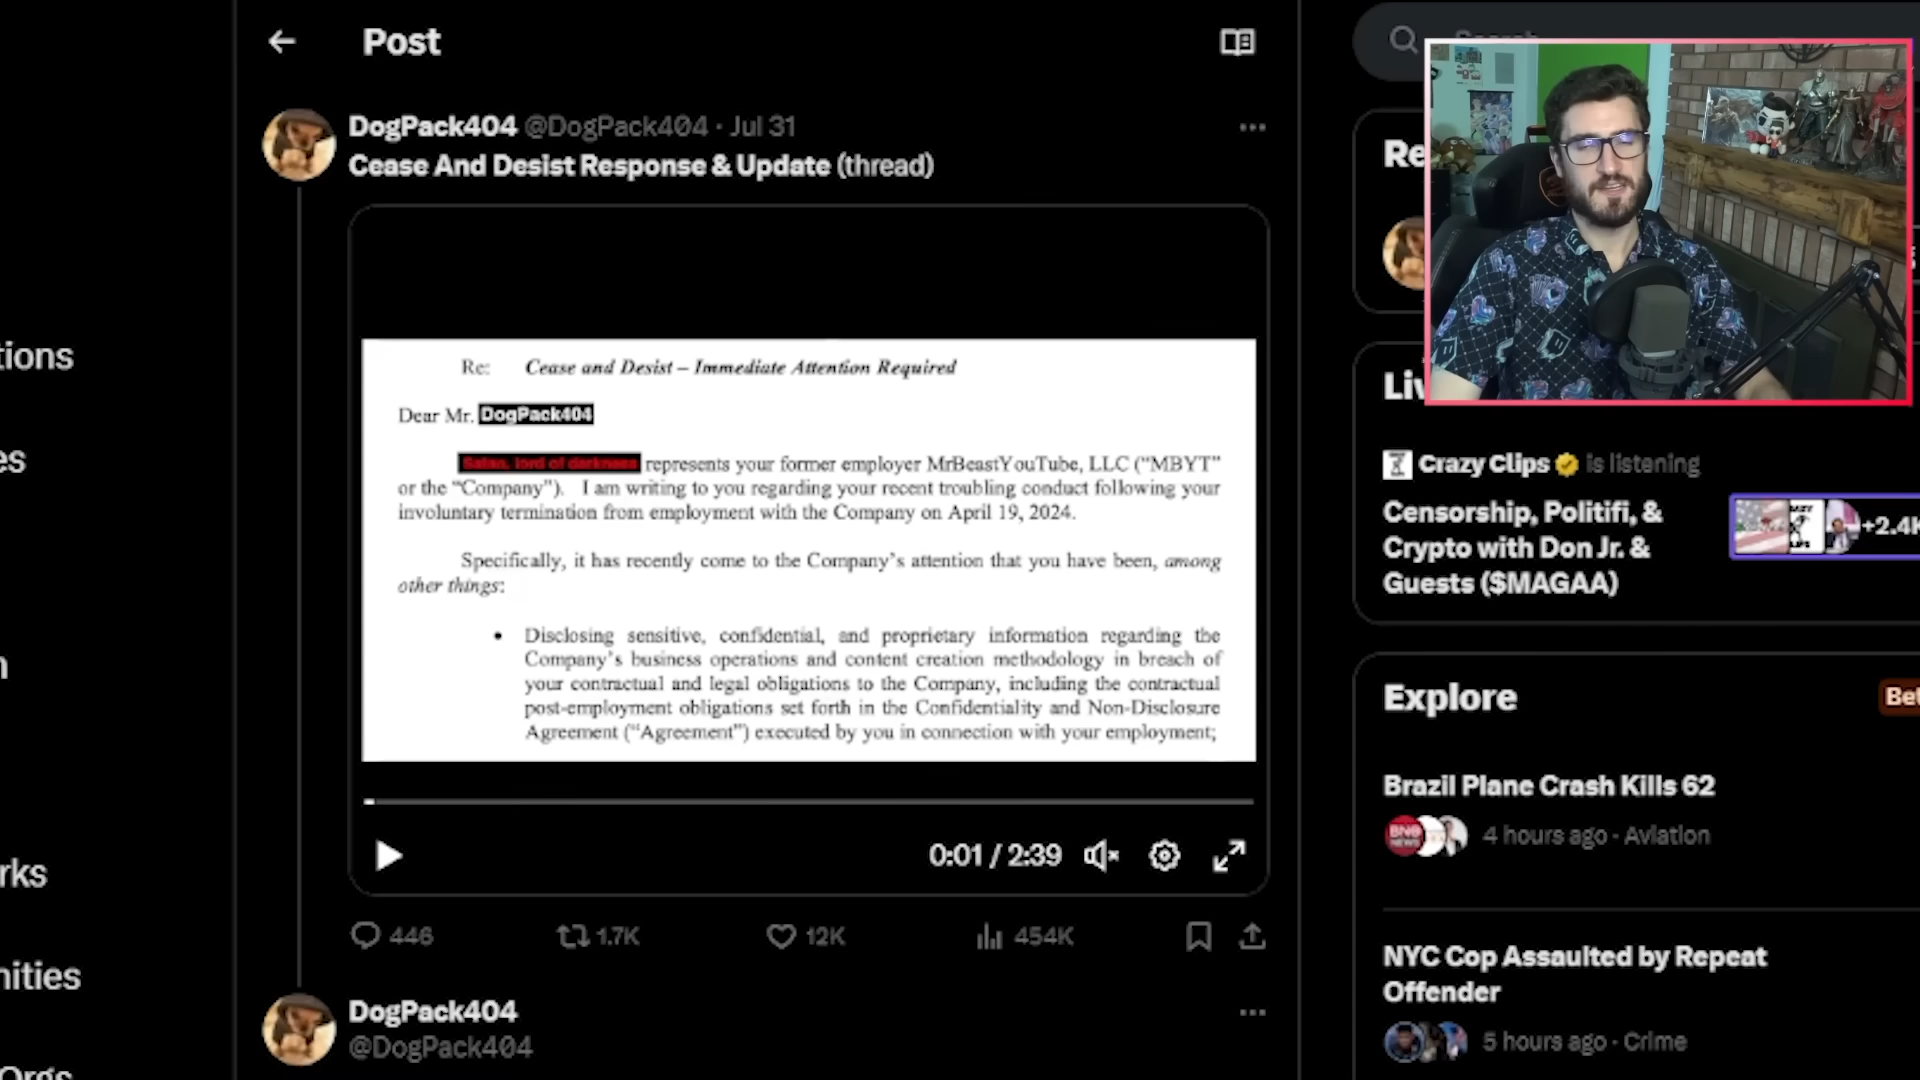 Post
DogPack404 @DogPack404 · Jul 31
Cease And Desist Response & Update (thread)
Re: Cease and Desist – Immediate Attention Required
Dear Mr. DogPack404
Satan, lord of darkness represents your former employer MrBeastYouTube, LLC ("MBYT"
or the "Company"). I am writing to you regarding your recent troubling conduct following your
involuntary termination from employment with the Company on April 19, 2024.
Specifically, it has recently come to the Company's attention that you have been, among
other things:
• Disclosing sensitive, confidential, and proprietary information regarding the
Company's business operations and content creation methodology in breach of
your contractual and legal obligations to the Company, including the contractual
post-employment obligations set forth in the Confidentiality and Non-Disclosure
Agreement ("Agreement") executed by you in connection with your employment;
0:01 / 2:39
446 1.7K 12K 454K
DogPack404
@DogPack404
tions
es
n
rks
nities
Orgs
Search
Re
Liv
Crazy Clips is listening
Censorship, Politifi, &
Crypto with Don Jr. &
Guests ($MAGAA)
+2.4K
Explore
Bet
Brazil Plane Crash Kills 62
BNO
NEWS
4 hours ago · Aviation
NYC Cop Assaulted by Repeat
Offender
5 hours ago · Crime